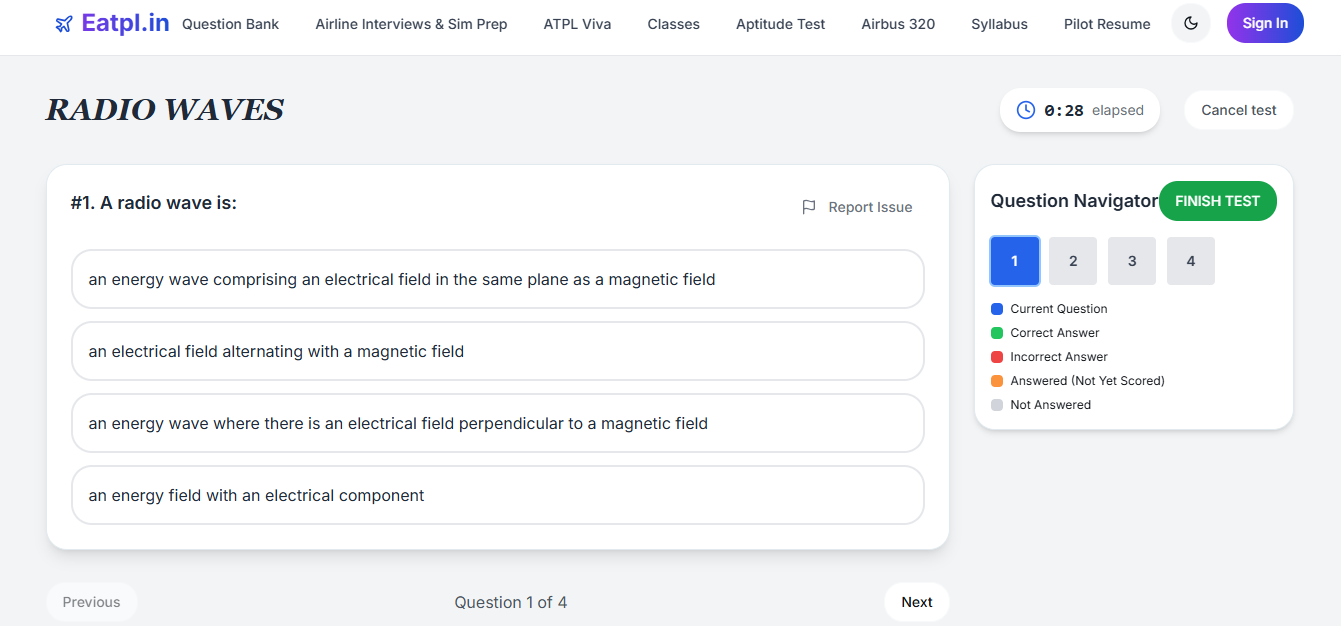 Eatpl.in Question Bank Airline Interviews & Sim Prep ATPL Viva Classes Aptitude Test Airbus 320 Syllabus Pilot Resume Sign In
RADIO WAVES
0:28 elapsed
Cancel test
#1. A radio wave is:
Report Issue
an energy wave comprising an electrical field in the same plane as a magnetic field
an electrical field alternating with a magnetic field
an energy wave where there is an electrical field perpendicular to a magnetic field
an energy field with an electrical component
Previous
Question 1 of 4
Next
Question Navigator
FINISH TEST
1 2 3 4
Current Question
Correct Answer
Incorrect Answer
Answered (Not Yet Scored)
Not Answered